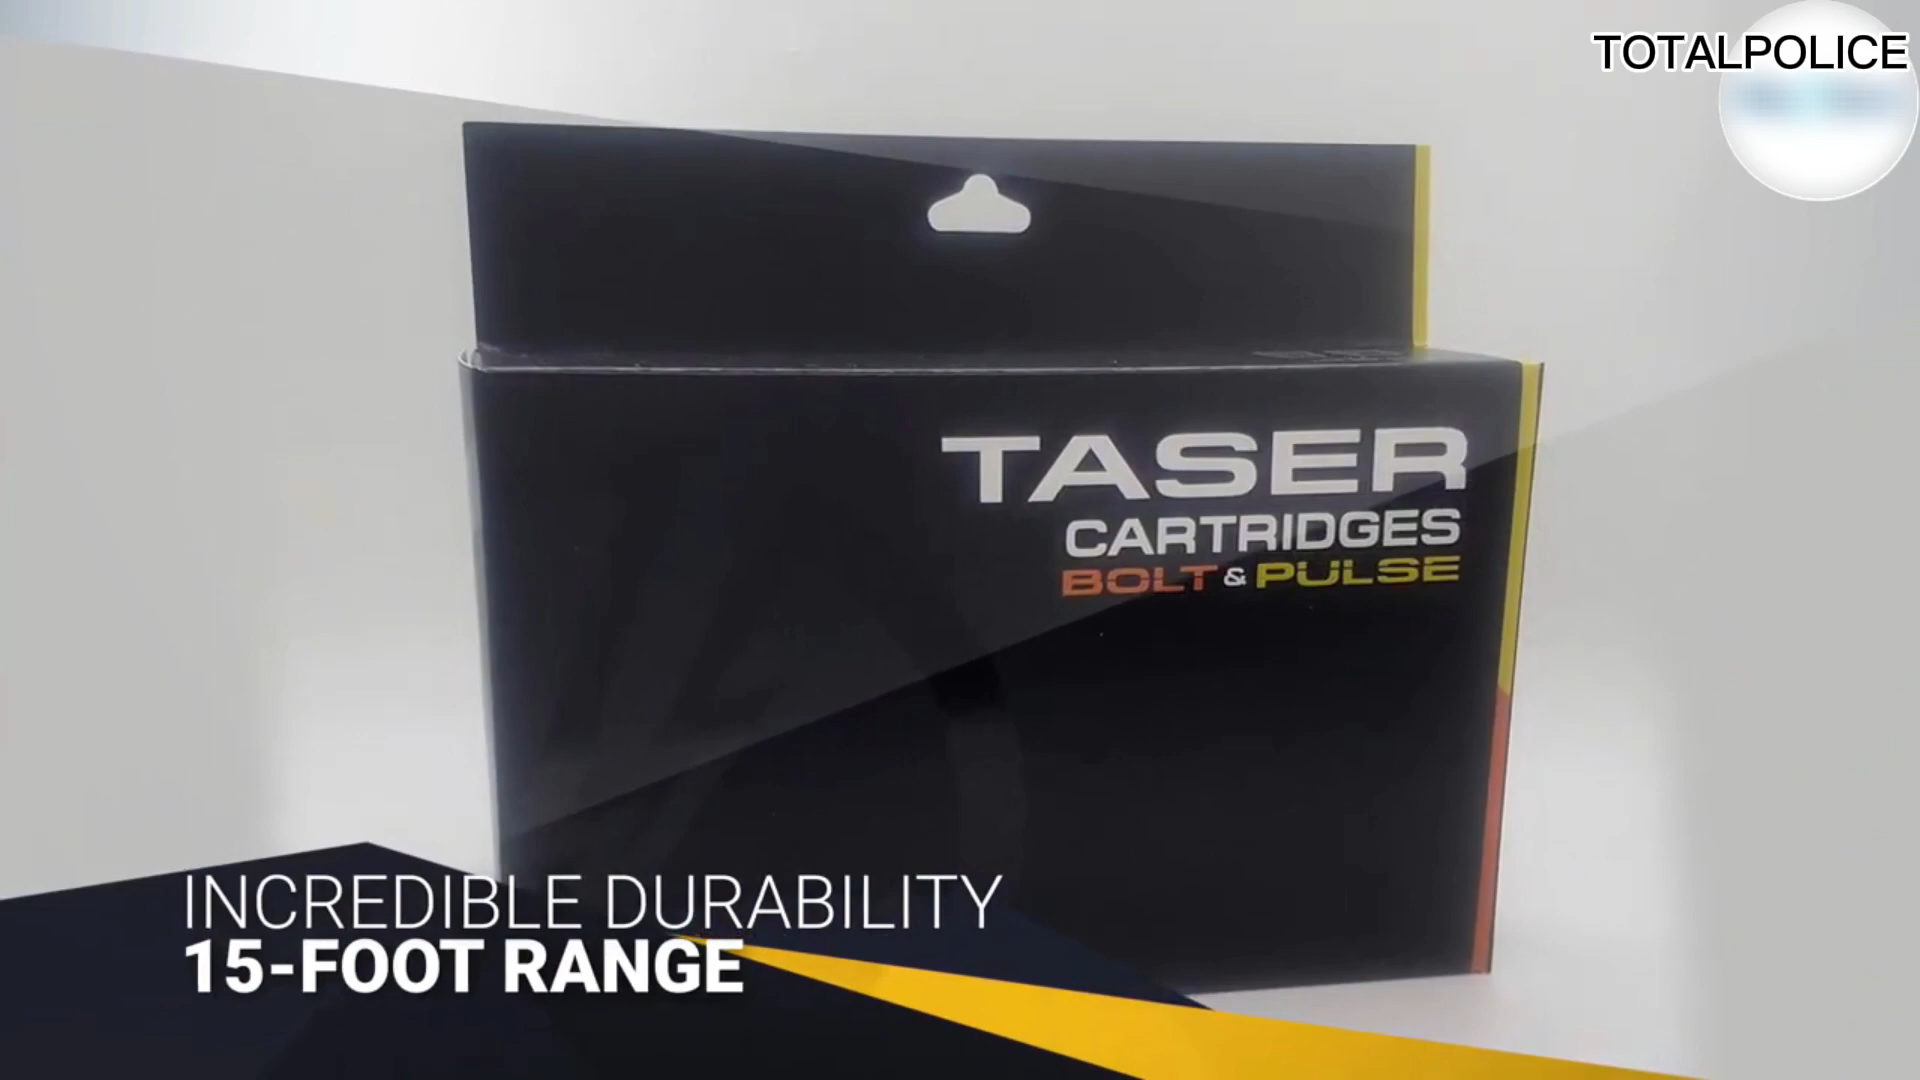 TOTALPOLICE
TASER
CARTRIDGES
BOLT & PULSE
INCREDIBLE DURABILITY
15-FOOT RANGE